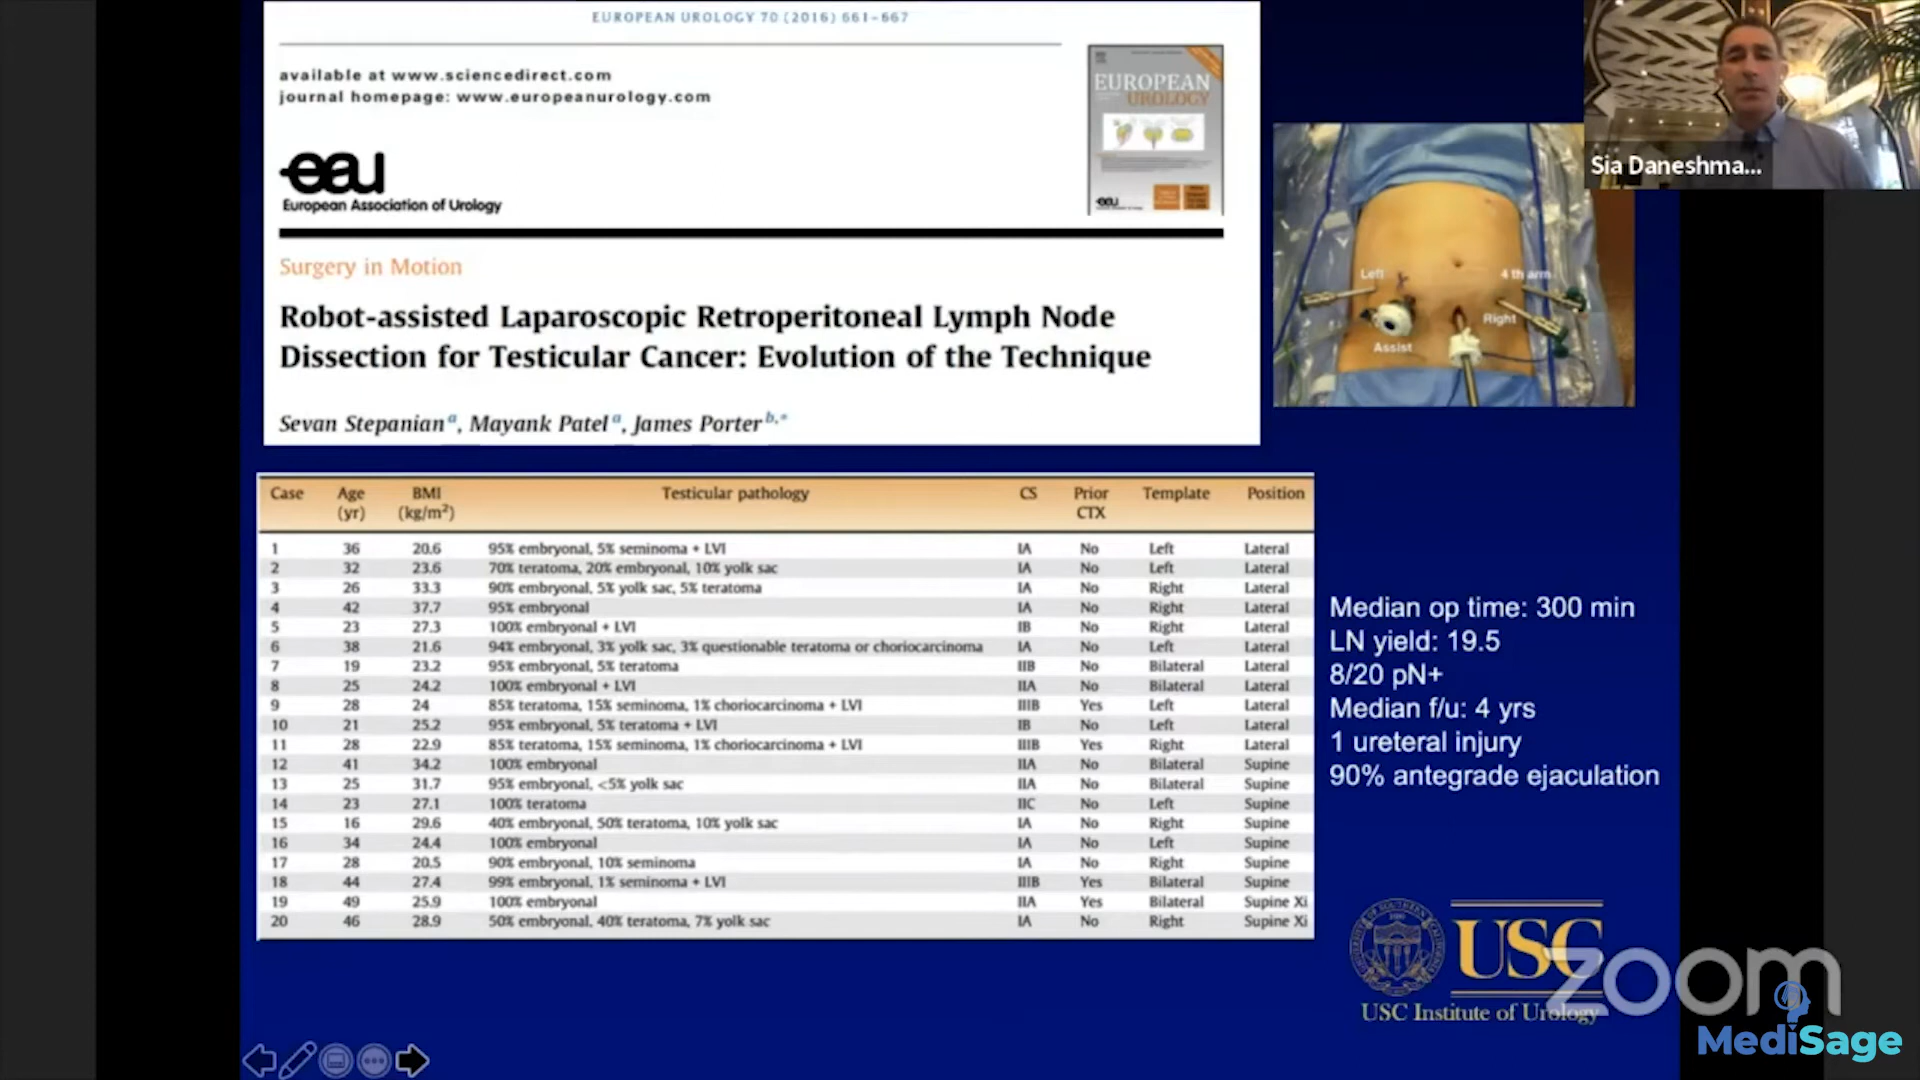 EUROPEAN UROLOGY 70 (2016) 661–667
available at www.sciencedirect.com
journal homepage: www.europeanurology.com
EUROPEAN
UROLOGY
eau
eau
European Association of Urology
Surgery in Motion
Robot-assisted Laparoscopic Retroperitoneal Lymph Node
Dissection for Testicular Cancer: Evolution of the Technique
Sevan Stepanian a, Mayank Patel a, James Porter b,*
Sia Daneshma...
Left
4 th arm
Right
Assist
Case Age (yr) BMI (kg/m²) Testicular pathology CS Prior CTX Template Position
1 36 20.6 95% embryonal, 5% seminoma + LVI IA No Left Lateral
2 32 23.6 70% teratoma, 20% embryonal, 10% yolk sac IA No Left Lateral
3 26 33.3 90% embryonal, 5% yolk sac, 5% teratoma IA No Right Lateral
4 42 37.7 95% embryonal IA No Right Lateral
5 23 27.3 100% embryonal + LVI IB No Right Lateral
6 38 21.6 94% embryonal, 3% yolk sac, 3% questionable teratoma or choriocarcinoma IA No Left Lateral
7 19 23.2 95% embryonal, 5% teratoma IIB No Bilateral Lateral
8 25 24.2 100% embryonal + LVI IIA No Bilateral Lateral
9 28 24 85% teratoma, 15% seminoma, 1% choriocarcinoma + LVI IIIB Yes Left Lateral
10 21 25.2 95% embryonal, 5% teratoma + LVI IB No Left Lateral
11 28 22.9 85% teratoma, 15% seminoma, 1% choriocarcinoma + LVI IIIB Yes Right Lateral
12 41 34.2 100% embryonal IIA No Bilateral Supine
13 25 31.7 95% embryonal, <5% yolk sac IIA No Bilateral Supine
14 23 27.1 100% teratoma IIC No Left Supine
15 16 29.6 40% embryonal, 50% teratoma, 10% yolk sac IA No Right Supine
16 34 24.4 100% embryonal IA No Left Supine
17 28 20.5 90% embryonal, 10% seminoma IA No Right Supine
18 44 27.4 99% embryonal, 1% seminoma + LVI IIIB Yes Bilateral Supine
19 49 25.9 100% embryonal IIA Yes Bilateral Supine Xi
20 46 28.9 50% embryonal, 40% teratoma, 7% yolk sac IA No Right Supine Xi
Median op time: 300 min
LN yield: 19.5
8/20 pN+
Median f/u: 4 yrs
1 ureteral injury
90% antegrade ejaculation
USC
USC Institute of Urology
zoom
MediSage